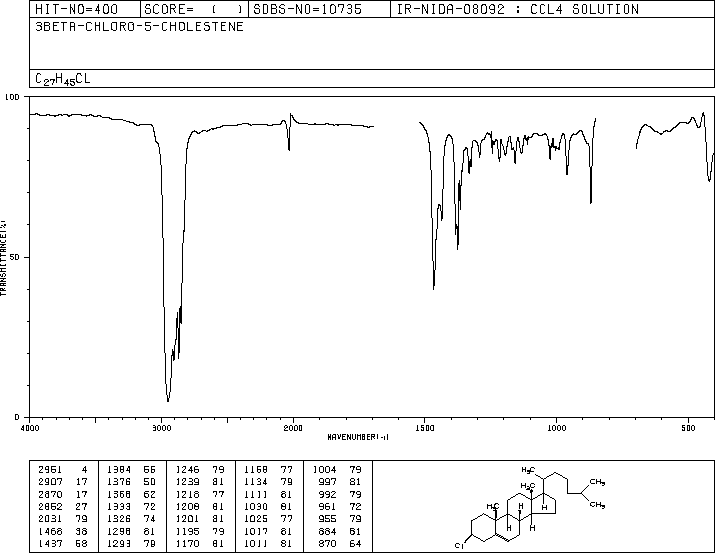 HIT-NO=400 SCORE= ( ) SDBS-NO=10735 IR-NIDA-08092 : CCL4 SOLUTION
3BETA-CHLORO-5-CHOLESTENE
C27H45CL
100
50
0
TRANSMITTANCE(%)
4000 3000 2000 1500 1000 500
WAVENUMBER(-1)
2951 4 1384 56 1246 79 1168 77 1004 79
2907 17 1376 50 1239 81 1134 79 997 81
2870 17 1368 62 1218 77 1111 81 992 79
2852 27 1333 72 1208 81 1030 81 961 72
2031 79 1326 74 1201 81 1025 77 955 79
1466 38 1298 81 1195 79 1017 81 884 81
1437 58 1293 79 1170 81 1011 81 870 64
H3C
CH3
H3C
CH3
H3C
H
H
H
H
Cl